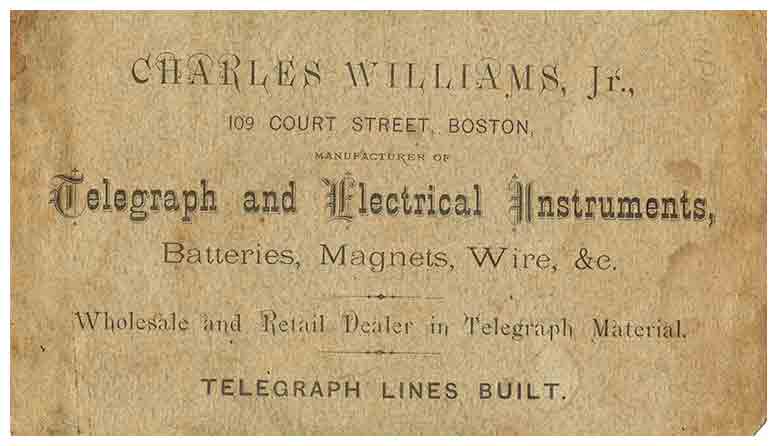 CHARLES WILLIAMS, Jr.,
109 COURT STREET, BOSTON,
MANUFACTURER OF
Telegraph and Electrical Instruments,
Batteries, Magnets, Wire, &c.
Wholesale and Retail Dealer in Telegraph Material.
TELEGRAPH LINES BUILT.